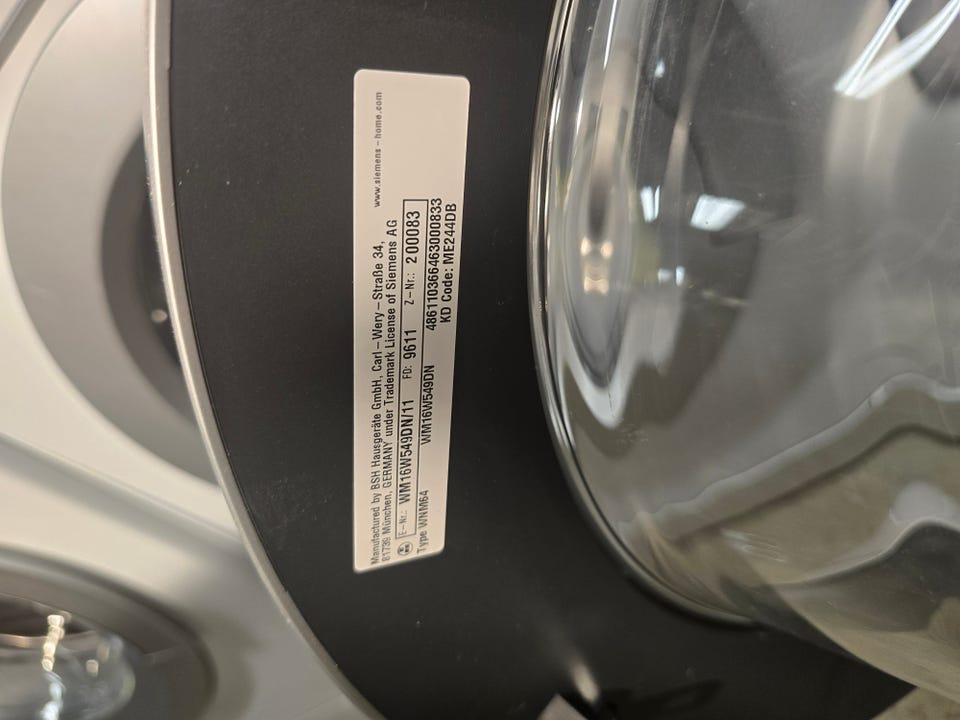 Manufactured by BSH Hausgeräte GmbH, Carl-Wery-Straße 34,
81739 München, GERMANY under Trademark License of Siemens AG
www.siemens-home.com
E-Nr.: WM16W549DN/11 FD: 9611 Z-Nr.: 200083
Type WNM64 WM16W549DN 486110366463000833
KD Code: ME244DB